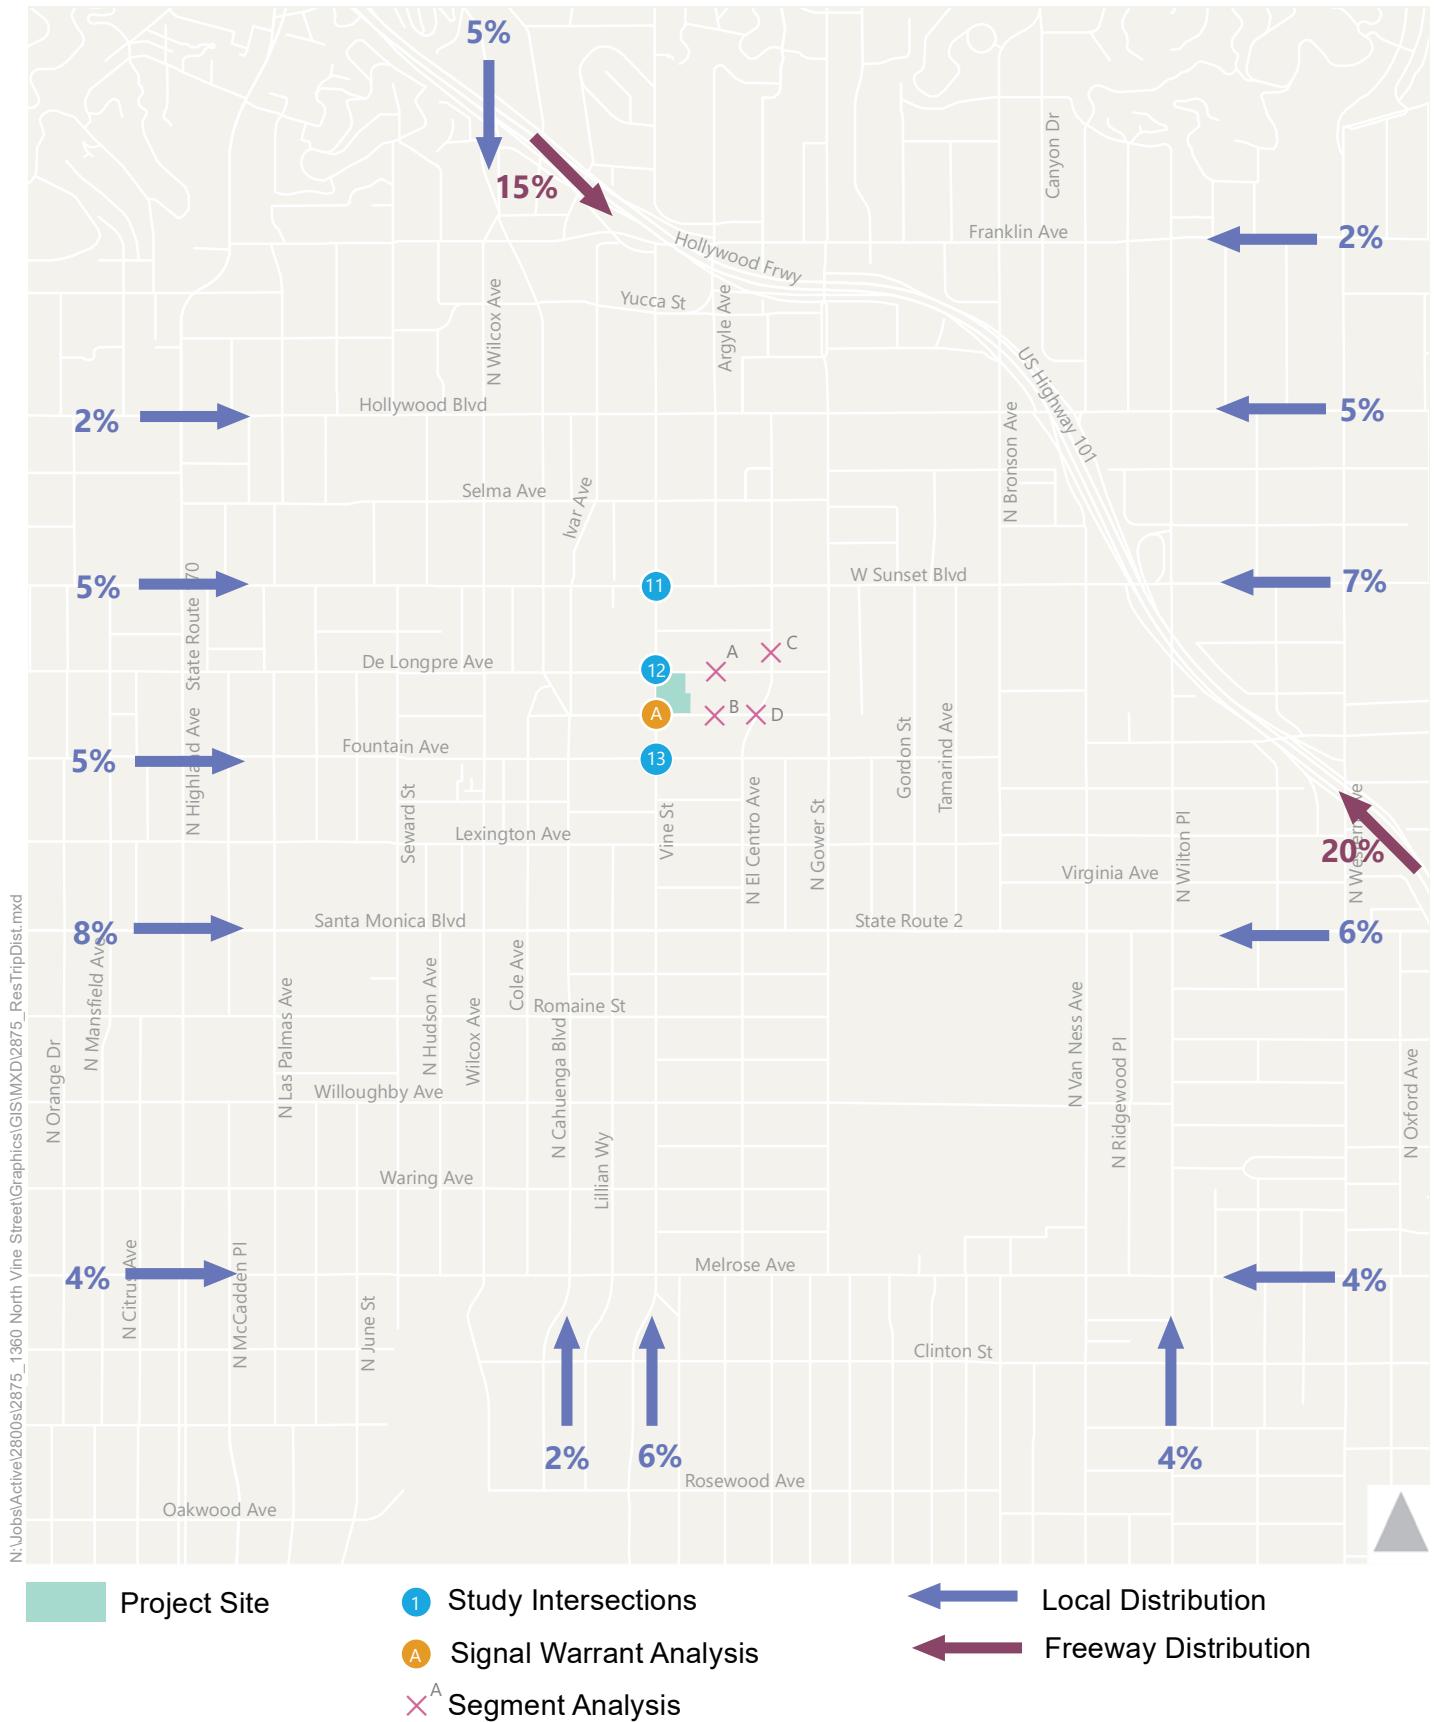 5%
15%
Canyon Dr
Franklin Ave
2%
Hollywood Frwy
Yucca St
N Wilcox Ave
Argyle Ave
US Highway 101
Hollywood Blvd
2%
5%
N Bronson Ave
Selma Ave
Ivar Ave
5%
State Route 170
11
W Sunset Blvd
7%
De Longpre Ave
12
A
C
A
B
D
Fountain Ave
13
5%
N Highland Ave
Seward St
Lexington Ave
Vine St
N El Centro Ave
N Gower St
Gordon St
Tamarind Ave
Virginia Ave
N Wilton Pl
N Western Ave
20%
Santa Monica Blvd
State Route 2
8%
6%
N Mansfield Ave
N Orange Dr
N Las Palmas Ave
N Hudson Ave
Wilcox Ave
Cole Ave
Romaine St
N Cahuenga Blvd
Willoughby Ave
Lillian Wy
N Van Ness Ave
N Ridgewood Pl
N Oxford Ave
Waring Ave
Melrose Ave
4%
4%
N Citrus Ave
N McCadden Pl
N June St
Clinton St
2%
6%
4%
Rosewood Ave
Oakwood Ave
N:\Jobs\Active\2800s\2875_1360 North Vine Street\Graphics\GIS\MXD\2875_ResTripDist.mxd
Project Site
1 Study Intersections
Local Distribution
A Signal Warrant Analysis
Freeway Distribution
A Segment Analysis